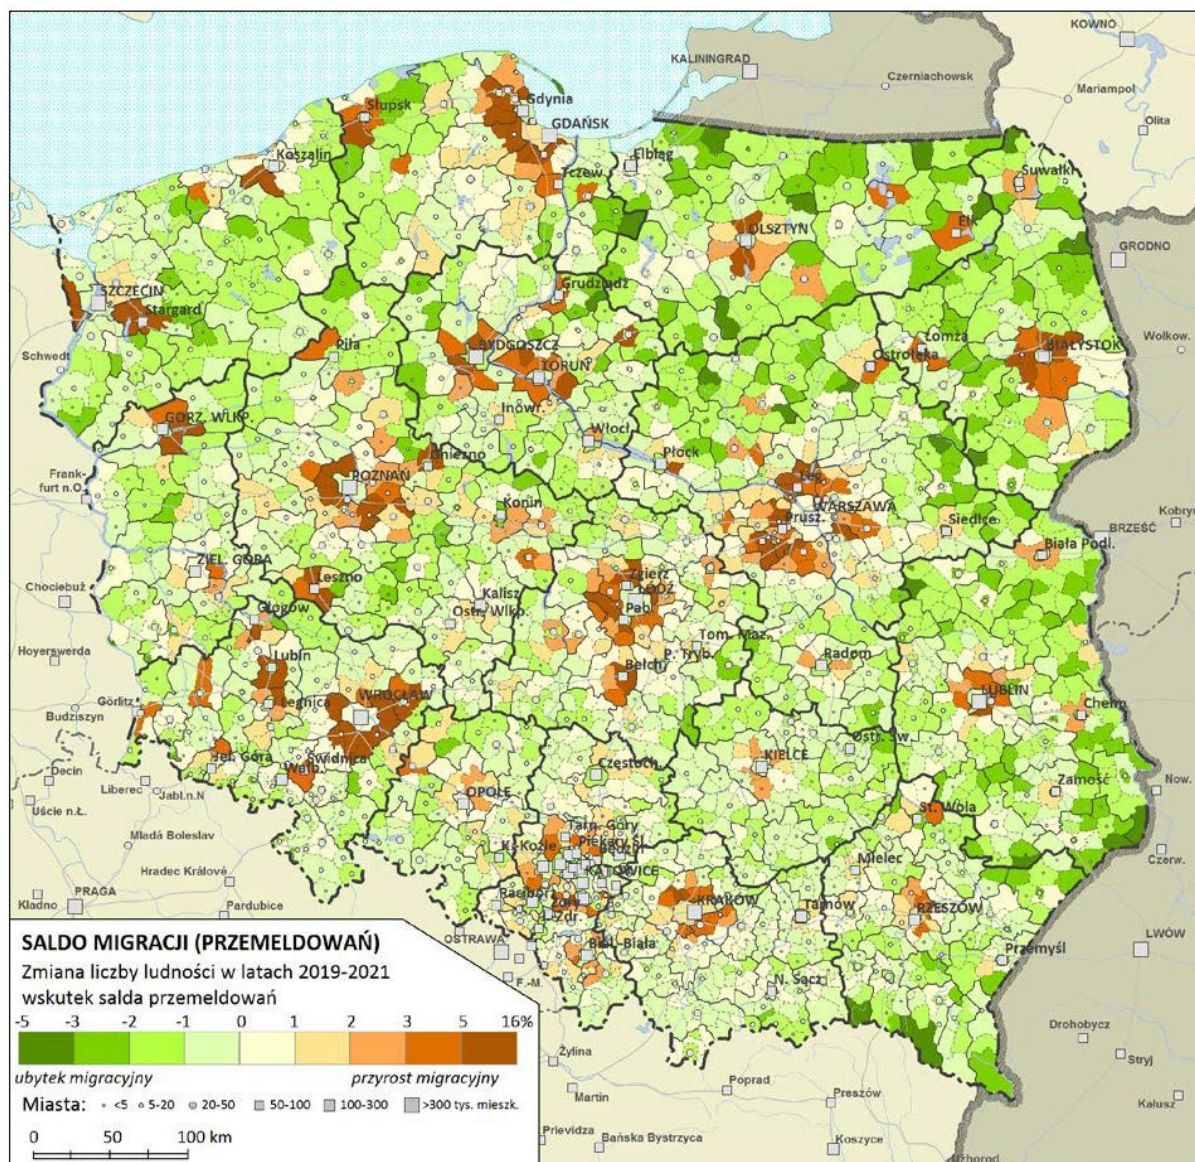 KOWNO
KALININGRAD
Czerniachowsk
Mariampol
Olita
Słupsk
Gdynia
GDAŃSK
Koszalin
Tczew
Elbląg
Suwałki
Ełk
OLSZTYN
GRODNO
SZCZECIN
Stargard
Grudziądz
Schwedt
Piła
BYDGOSZCZ
TORUŃ
Łomża
Ostrołęka
BIAŁYSTOK
Wołkow.
Inowr.
GORZ. WLKP.
Włocł.
Gniezno
Płock
POZNAŃ
Leg.
Frank-
furt n.O.
Konin
WARSZAWA
Prusz.
Siedlce
Kobryń
BRZEŚĆ
Biała Podl.
ZIEL. GÓRA
Chociebuż
Leszno
Zgierz
ŁÓDŹ
Kalisz
Pab.
Głogów
Ostr. Wlkp.
Tom. Maz.
P. Tryb.
Hoyerswerda
Lubin
Bełch.
Radom
WROCŁAW
LUBLIN
Görlitz
Legnica
Chełm
Budziszyn
Ostr. Św.
Jel. Góra
Świdnica
Wałb.
Częstoch.
KIELCE
Decin
Liberec
Jabl.n.N
Zamość
Now.
Uście n.Ł.
OPOLE
St. Wola
Mladá Boleslav
Tarn. Góry
Piekary Śl.
K.-Koźle
Będzin
Mielec
Czerw.
Hradec Králové
KATOWICE
PRAGA
Kladno
Racibórz
KRAKÓW
Tarnów
RZESZÓW
Pardubice
Żory
J.-Zdr.
OSTRAWA
Biel.-Biała
Przemyśl
LWÓW
F.-M.
N. Sącz
SALDO MIGRACJI (PRZEMELDOWAŃ)
Zmiana liczby ludności w latach 2019-2021
wskutek salda przemeldowań
-5 -3 -2 -1 0 1 2 3 5 16%
ubytek migracyjny przyrost migracyjny
Miasta: <5 5-20 20-50 50-100 100-300 >300 tys. mieszk.
0 50 100 km
Drohobycz
Żylina
Stryj
Martin
Poprad
Preszów
Kałusz
Prievidza
Bańska Bystrzyca
Koszyce
Użhorod